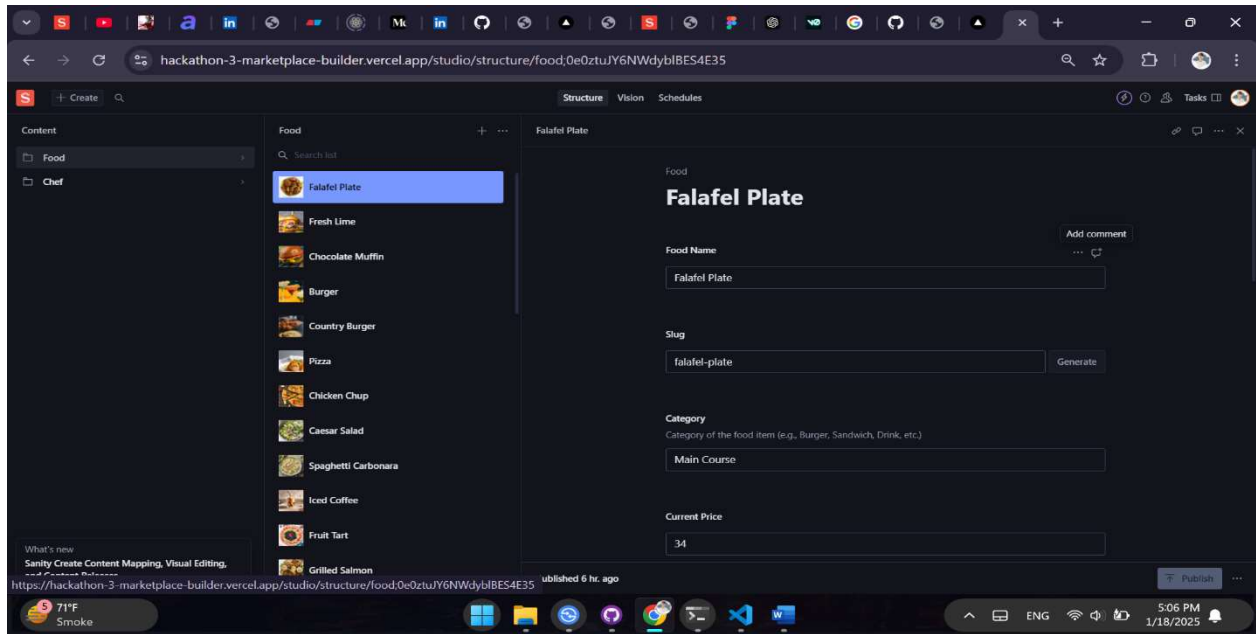 hackathon-3-marketplace-builder.vercel.app/studio/structure/food;0e0ztuJY6NWdyblBES4E35
+ Create
Structure Vision Schedules
Tasks
Content
Food
Chef
Food
Search list
Falafel Plate
Fresh Lime
Chocolate Muffin
Burger
Country Burger
Pizza
Chicken Chup
Caesar Salad
Spaghetti Carbonara
Iced Coffee
Fruit Tart
Grilled Salmon
Falafel Plate
Food
Falafel Plate
Add comment
Food Name
Falafel Plate
Slug
falafel-plate
Generate
Category
Category of the food item (e.g., Burger, Sandwich, Drink, etc.)
Main Course
Current Price
34
What's new
Sanity Create Content Mapping, Visual Editing,
https://hackathon-3-marketplace-builder.vercel.app/studio/structure/food;0e0ztuJY6NWdyblBES4E35
ublished 6 hr. ago
Publish
5
71°F
Smoke
ENG
5:06 PM
1/18/2025